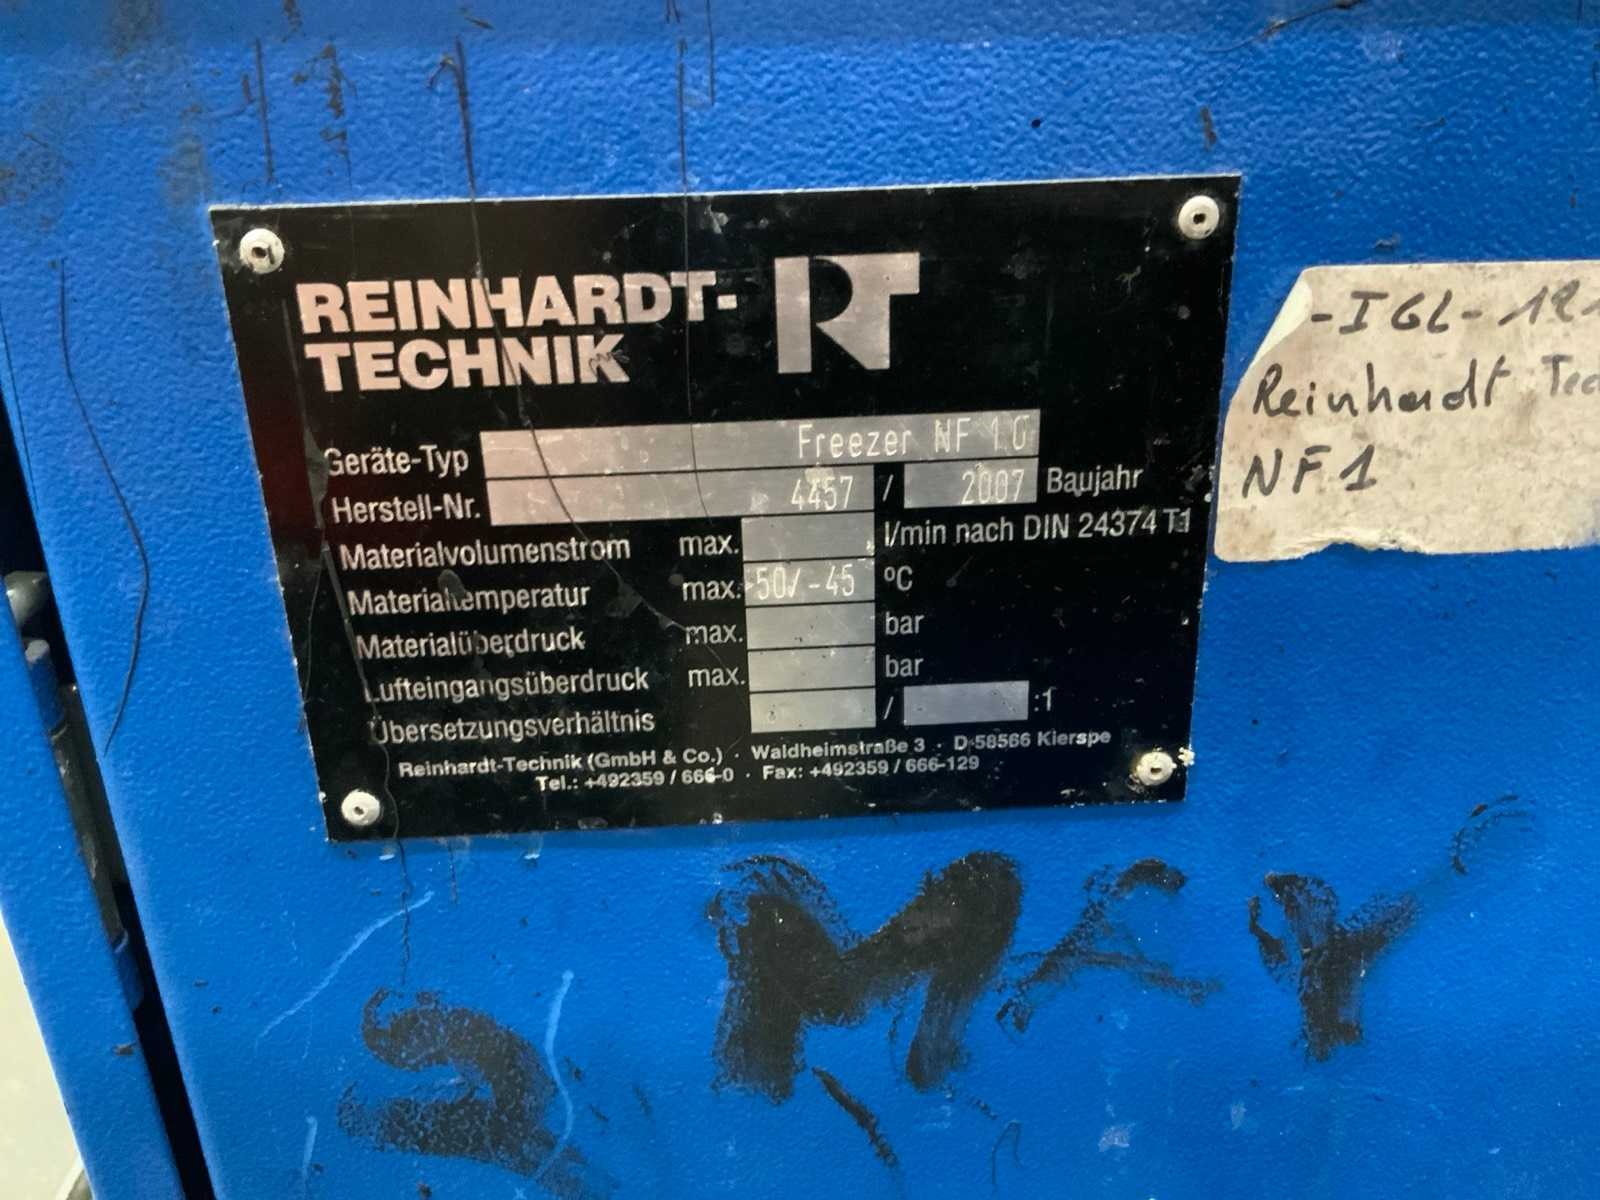 REINHARDT-
TECHNIK
RT
Geräte-Typ Freezer NF 1.0
Herstell-Nr. 4457 / 2007 Baujahr
Materialvolumenstrom max. l/min nach DIN 24374 T1
Materialtemperatur max. -50/-45 °C
Materialüberdruck max. bar
Lufteingangsüberdruck max. bar
Übersetzungsverhältnis / :1
Reinhardt-Technik (GmbH & Co.) · Waldheimstraße 3 · D-58566 Kierspe
Tel.: +492359 / 666-0 · Fax: +492359 / 666-129
Reinhardt
NF1